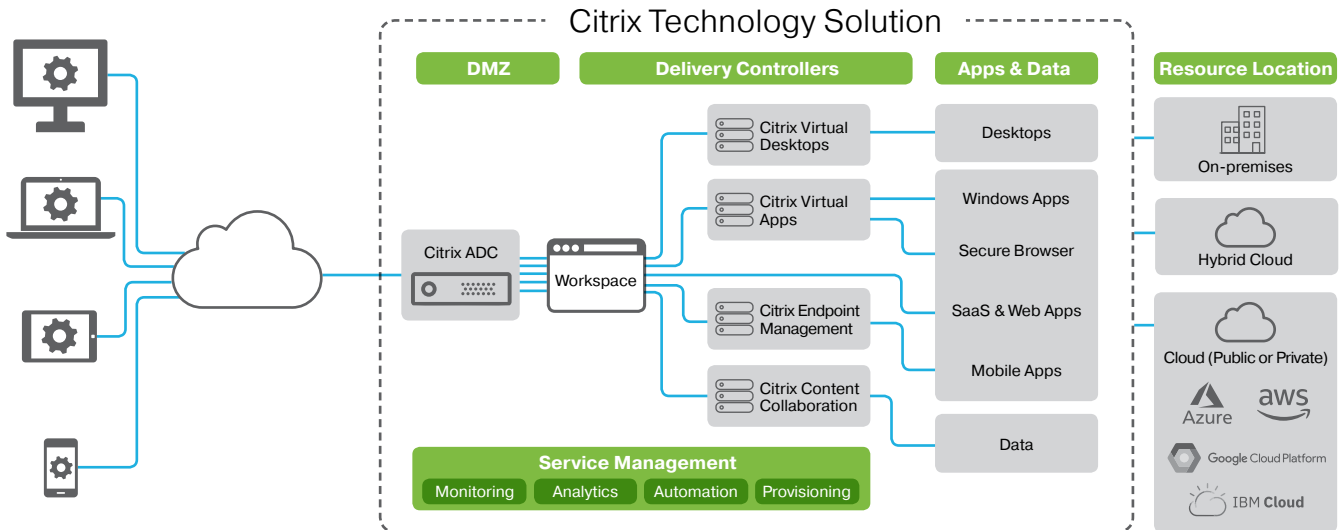 Citrix Technology Solution
DMZ
Delivery Controllers
Apps & Data
Resource Location
Citrix ADC
Workspace
Citrix Virtual
Desktops
Citrix Virtual
Apps
Citrix Endpoint
Management
Citrix Content
Collaboration
Desktops
Windows Apps
Secure Browser
SaaS & Web Apps
Mobile Apps
Data
Service Management
Monitoring
Analytics
Automation
Provisioning
On-premises
Hybrid Cloud
Cloud (Public or Private)
Azure
aws
Google Cloud Platform
IBM Cloud